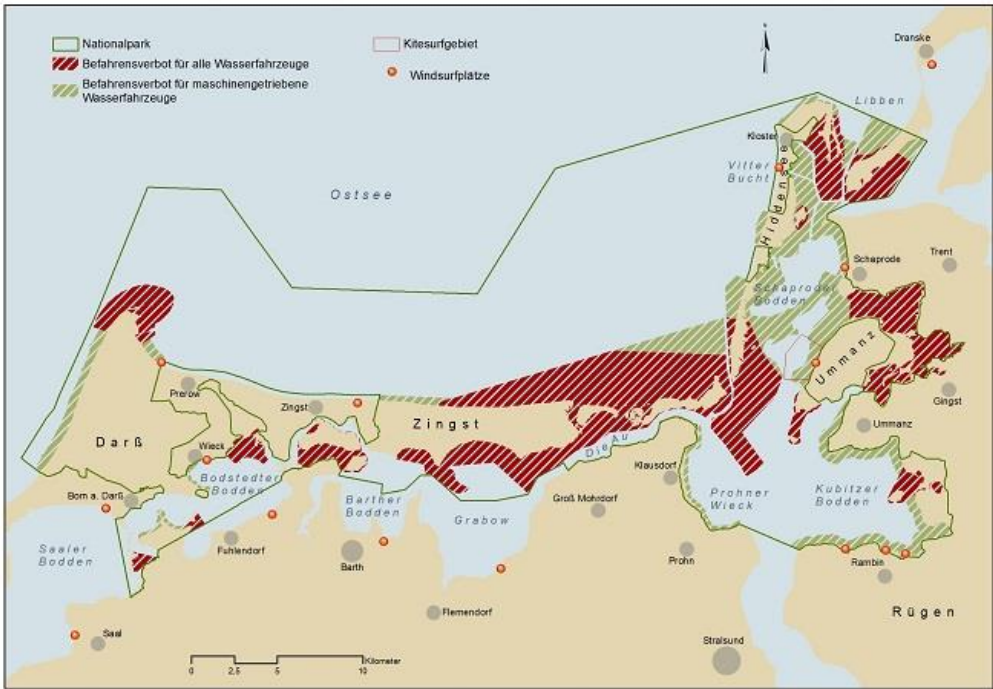 Nationalpark
Befahrensverbot für alle Wasserfahrzeuge
Befahrensverbot für maschinengetriebene
Wasserfahrzeuge
Kitesurfgebiet
Windsurfplätze
Dranske
Libben
Kloster
Vitter
Bucht
Hiddensee
Ostsee
Schaprode
Trent
Schaproder
Bodden
Ummanz
Gingst
Ummanz
Prerow
Zingst
Zingst
Darß
Wieck
Bodstedter
Bodden
Born a. Darß
Die Au
Klausdorf
Barther
Bodden
Grabow
Groß Mohrdorf
Prohner
Wieck
Kubitzer
Bodden
Saaler
Bodden
Fuhlendorf
Barth
Prohn
Rambin
Flemendorf
Rügen
Saal
Stralsund
Kilometer
0 2.5 5 10